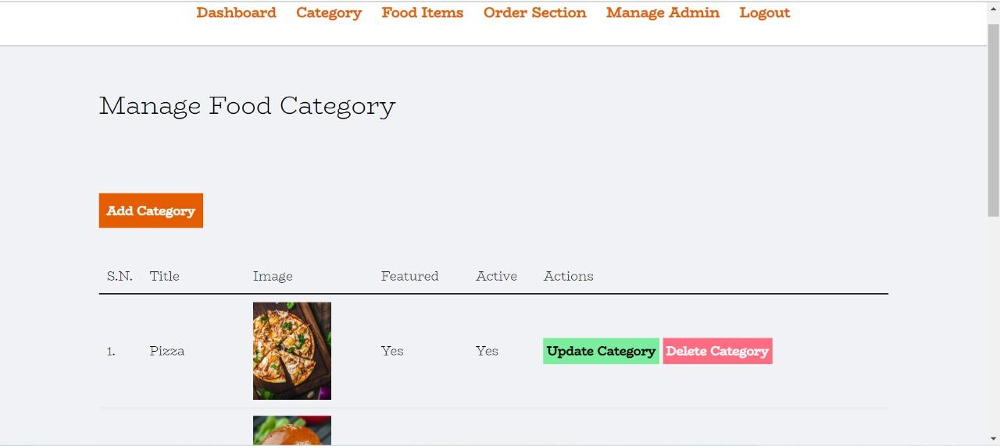 Dashboard Category Food Items Order Section Manage Admin Logout
Manage Food Category
Add Category
S.N. Title Image Featured Active Actions
1. Pizza Yes Yes Update Category Delete Category